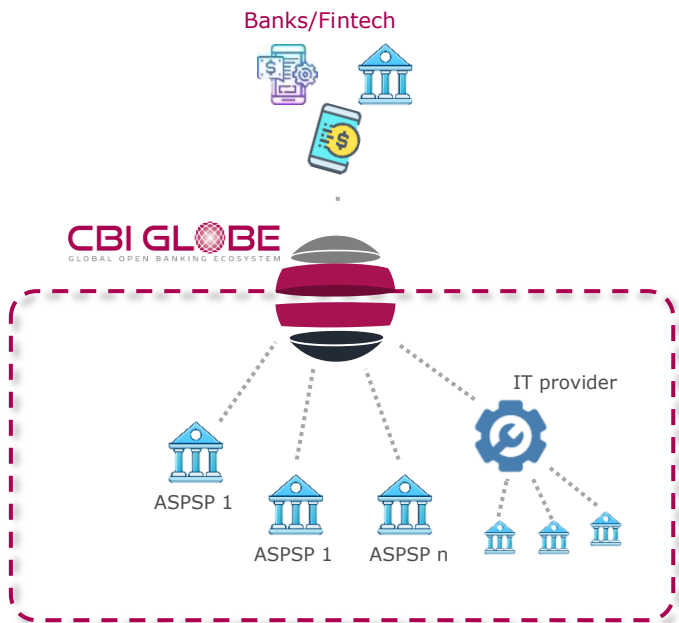 Banks/Fintech
CBI GLOBE
GLOBAL OPEN BANKING ECOSYSTEM
IT provider
ASPSP 1
ASPSP 1
ASPSP n